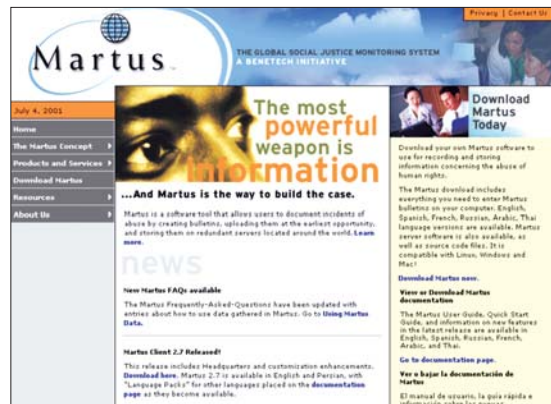 Privacy | Contact Us
Martus
THE GLOBAL SOCIAL JUSTICE MONITORING SYSTEM
A BENETECH INITIATIVE
July 4, 2001
Home
The Martus Concept
Products and Services
Download Martus
Resources
About Us
The most
powerful
weapon is
information
...And Martus is the way to build the case.
Martus is a software tool that allows users to document incidents of
abuse by creating bulletins, uploading them at the earliest opportunity,
and storing them on redundant servers located around the world. Learn
more.
news
New Martus FAQs available
The Martus Frequently-Asked-Questions have been updated with
entries about how to use data gathered in Martus. Go to Using Martus
Data.
Martus Client 2.7 Released!
This release includes Headquarters and customization enhancements.
Download here. Martus 2.7 is available in English and Persian, with
"Language Packs" for other languages placed on the documentation
page as they become available.
Download
Martus
Today
Download your own Martus software to
use for recording and storing
information concerning the abuse of
human rights.
The Martus download includes
everything you need to enter Martus
bulletins on your computer. English,
Spanish, French, Russian, Arabic, Thai
language versions are available. Martus
server software is also available, as
well as source code files. It is
compatible with Linux, Windows and
Mac!
Download Martus now.
View or Download Martus
documentation
The Martus User Guide, Quick Start
Guide, and information on new features
in the latest release are available in
English, Spanish, Russian, French,
Arabic, and Thai.
Go to documentation page.
Ver o bajar la documentación de
Martus
El manual de usuario, la guía rápida e
información sobre las nuevas